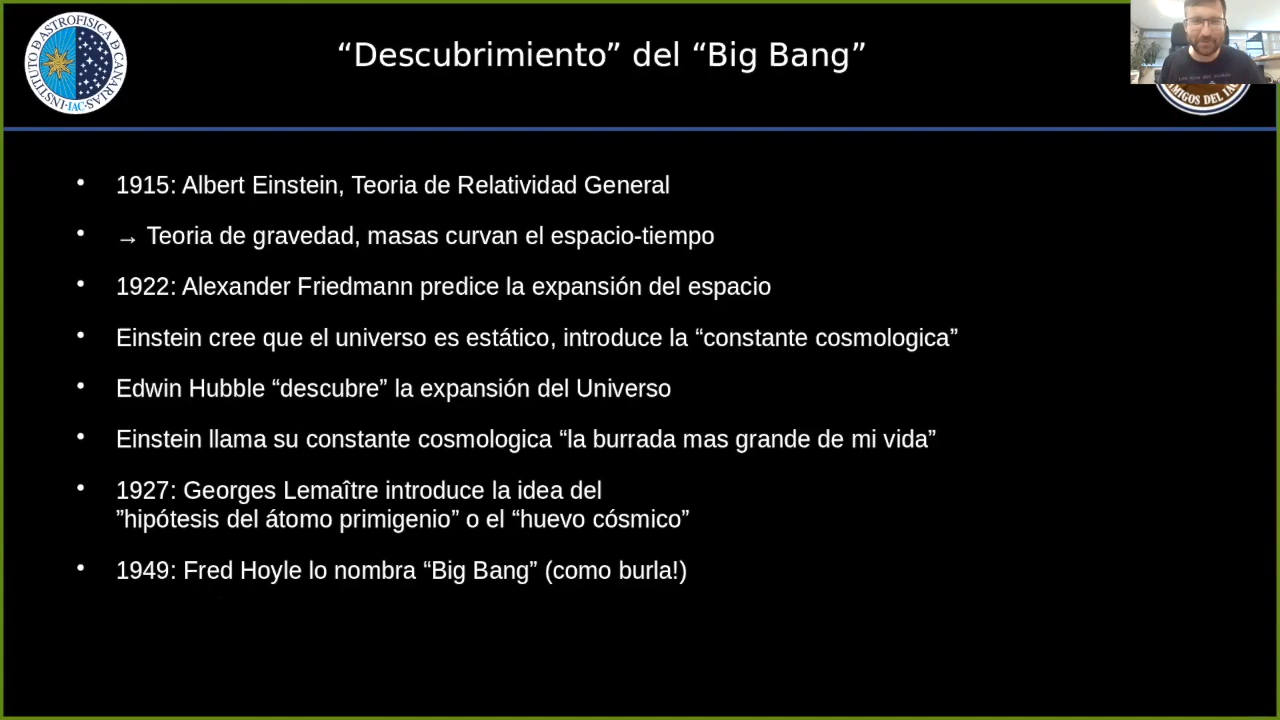 “Descubrimiento” del “Big Bang”
INSTITUTO D ASTROFISICA D CANARIAS
·IAC·
AMIGOS DEL IAC
• 1915: Albert Einstein, Teoria de Relatividad General
• → Teoria de gravedad, masas curvan el espacio-tiempo
• 1922: Alexander Friedmann predice la expansión del espacio
• Einstein cree que el universo es estático, introduce la “constante cosmologica”
• Edwin Hubble “descubre” la expansión del Universo
• Einstein llama su constante cosmologica “la burrada mas grande de mi vida”
• 1927: Georges Lemaître introduce la idea del
”hipótesis del átomo primigenio” o el “huevo cósmico”
• 1949: Fred Hoyle lo nombra “Big Bang” (como burla!)